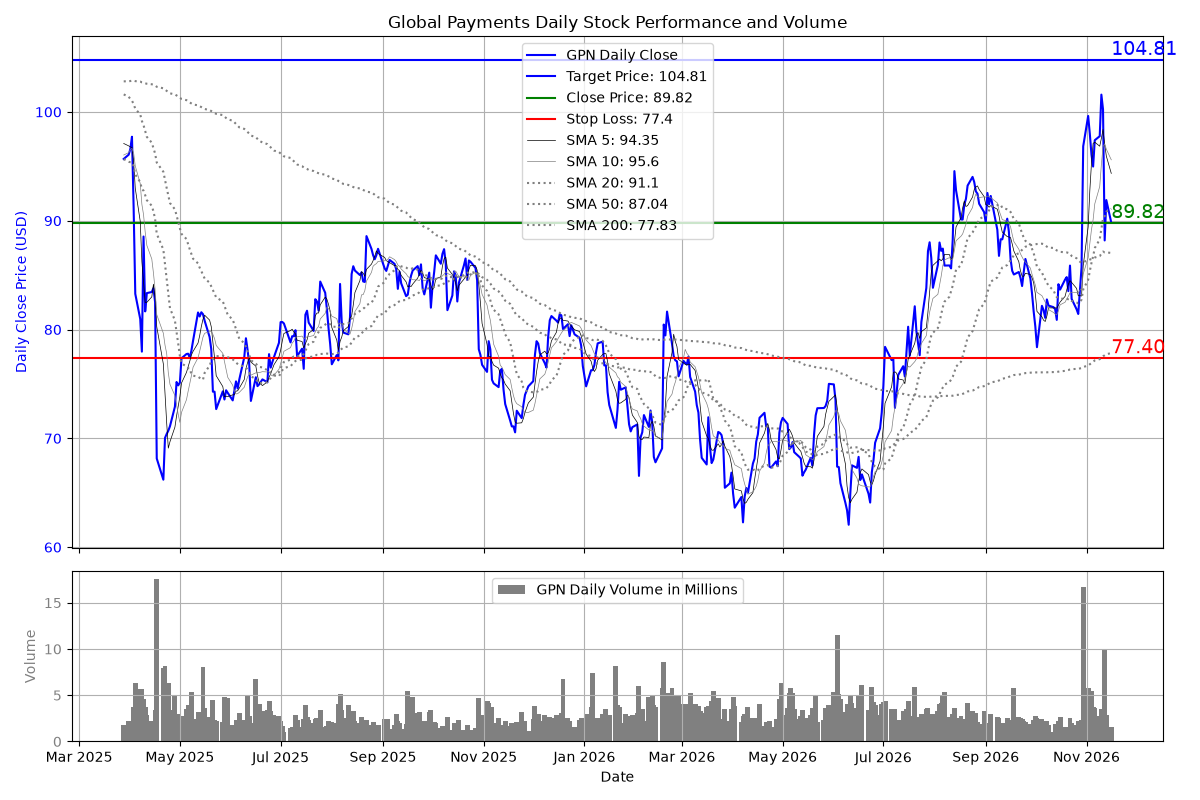 Global Payments Daily Stock Performance and Volume
104.81
GPN Daily Close
Target Price: 104.81
Close Price: 89.82
Stop Loss: 77.4
SMA 5: 94.35
SMA 10: 95.6
SMA 20: 91.1
SMA 50: 87.04
SMA 200: 77.83
100
90
80
70
60
Daily Close Price (USD)
89.82
77.40
GPN Daily Volume in Millions
15
10
5
0
Volume
Mar 2025 May 2025 Jul 2025 Sep 2025 Nov 2025 Jan 2026 Mar 2026 May 2026 Jul 2026 Sep 2026 Nov 2026
Date